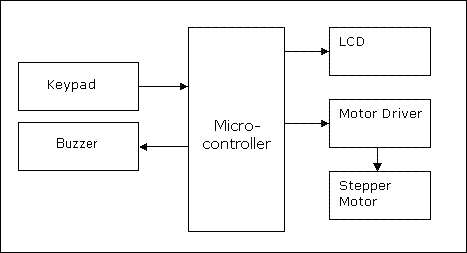 Keypad
Buzzer
Micro-
controller
LCD
Motor Driver
Stepper
Motor